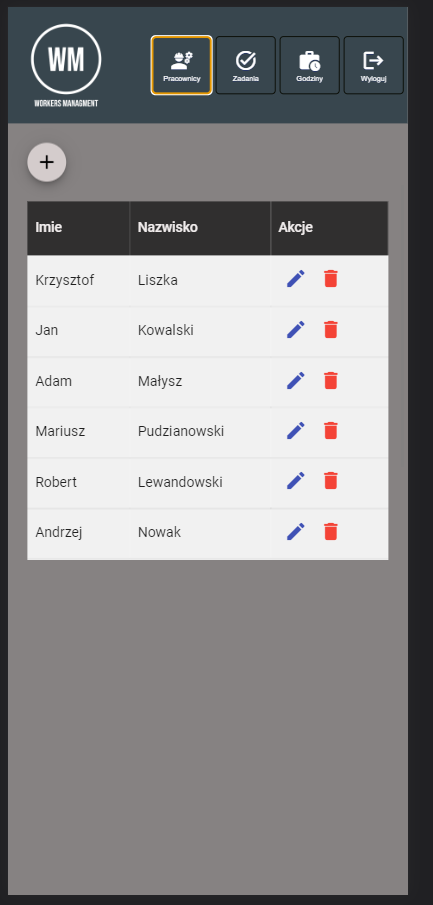 WM
WORKERS MANAGMENT
Pracownicy
Zadania
Godziny
Wyloguj
Imie Nazwisko Akcje
Krzysztof Liszka
Jan Kowalski
Adam Małysz
Mariusz Pudzianowski
Robert Lewandowski
Andrzej Nowak